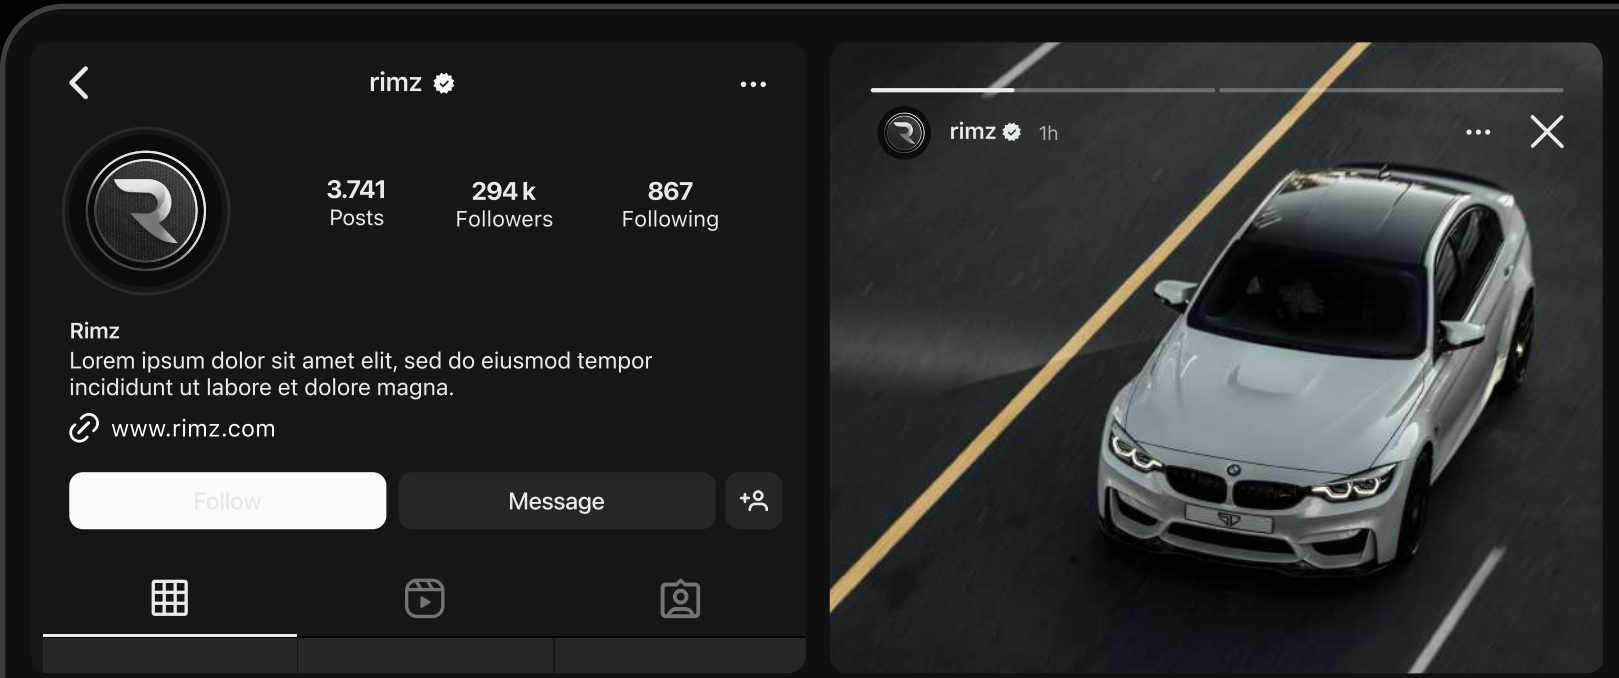 rimz
3.741
Posts
294 k
Followers
867
Following
Rimz
Lorem ipsum dolor sit amet elit, sed do eiusmod tempor
incididunt ut labore et dolore magna.
www.rimz.com
Follow
Message
rimz 1h